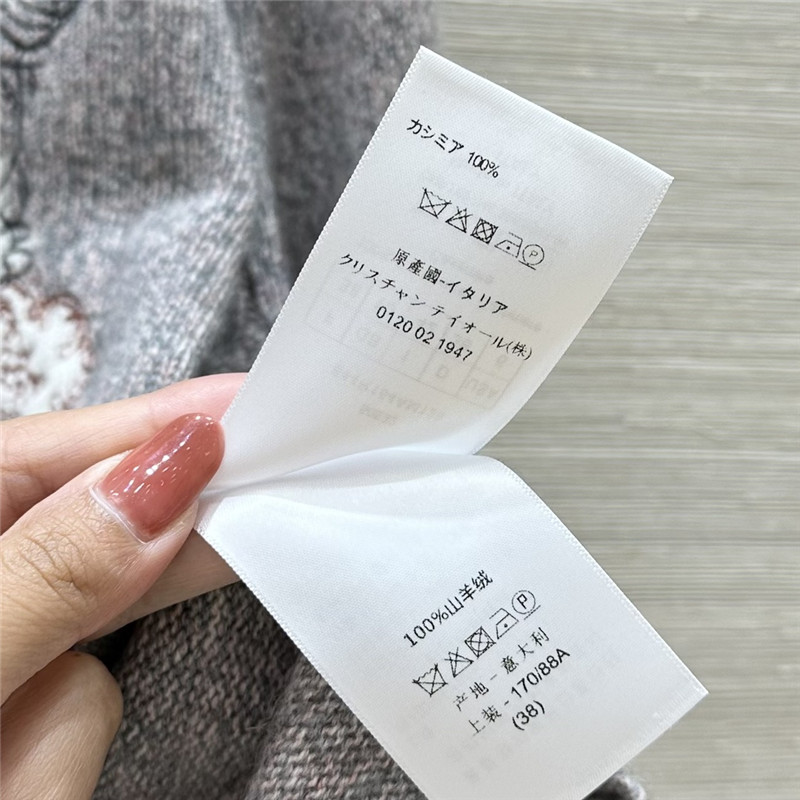 カシミア 100%
P
原產國-イタリア
クリスチャン テイオール(株)
0120 02 1947
100%山羊绒
P
产地 - 意大利
上装 - 170/88A
(38)